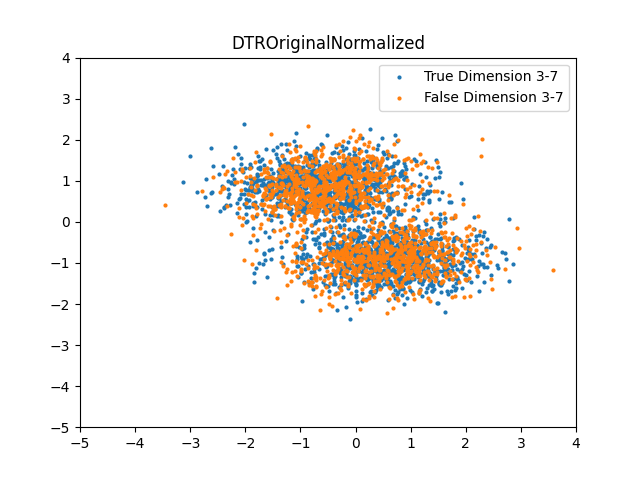 DTROriginalNormalized
True Dimension 3-7
False Dimension 3-7
4
3
2
1
0
−1
−2
−3
−4
−5
−5 −4 −3 −2 −1 0 1 2 3 4